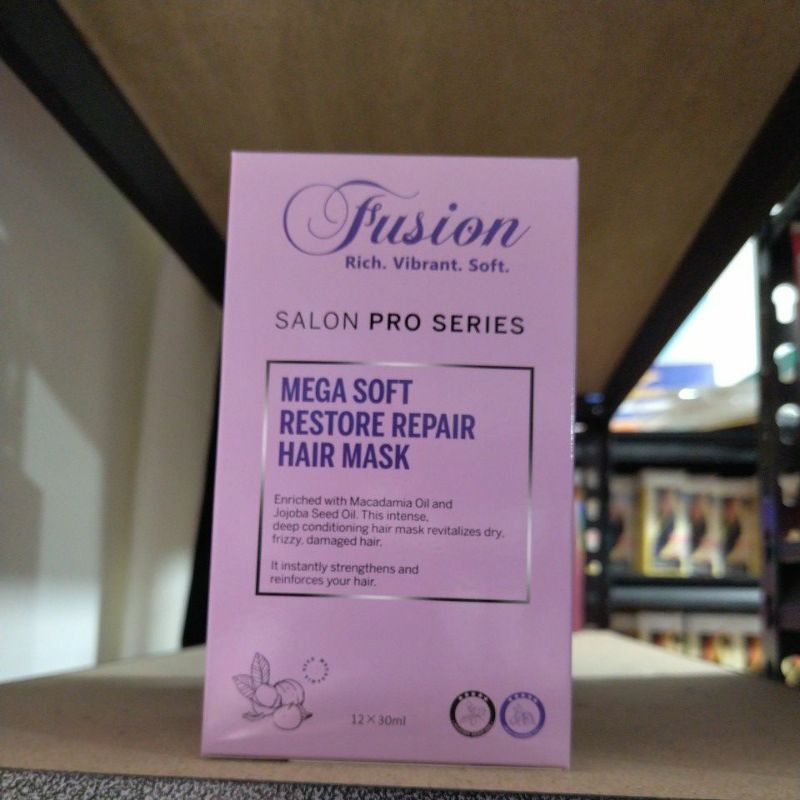 Fusion
Rich. Vibrant. Soft.
SALON PRO SERIES
MEGA SOFT
RESTORE REPAIR
HAIR MASK
Enriched with Macadamia Oil and
Jojoba Seed Oil. This intense,
deep conditioning hair mask revitalizes dry,
frizzy, damaged hair.
It instantly strengthens and
reinforces your hair.
12×30ml